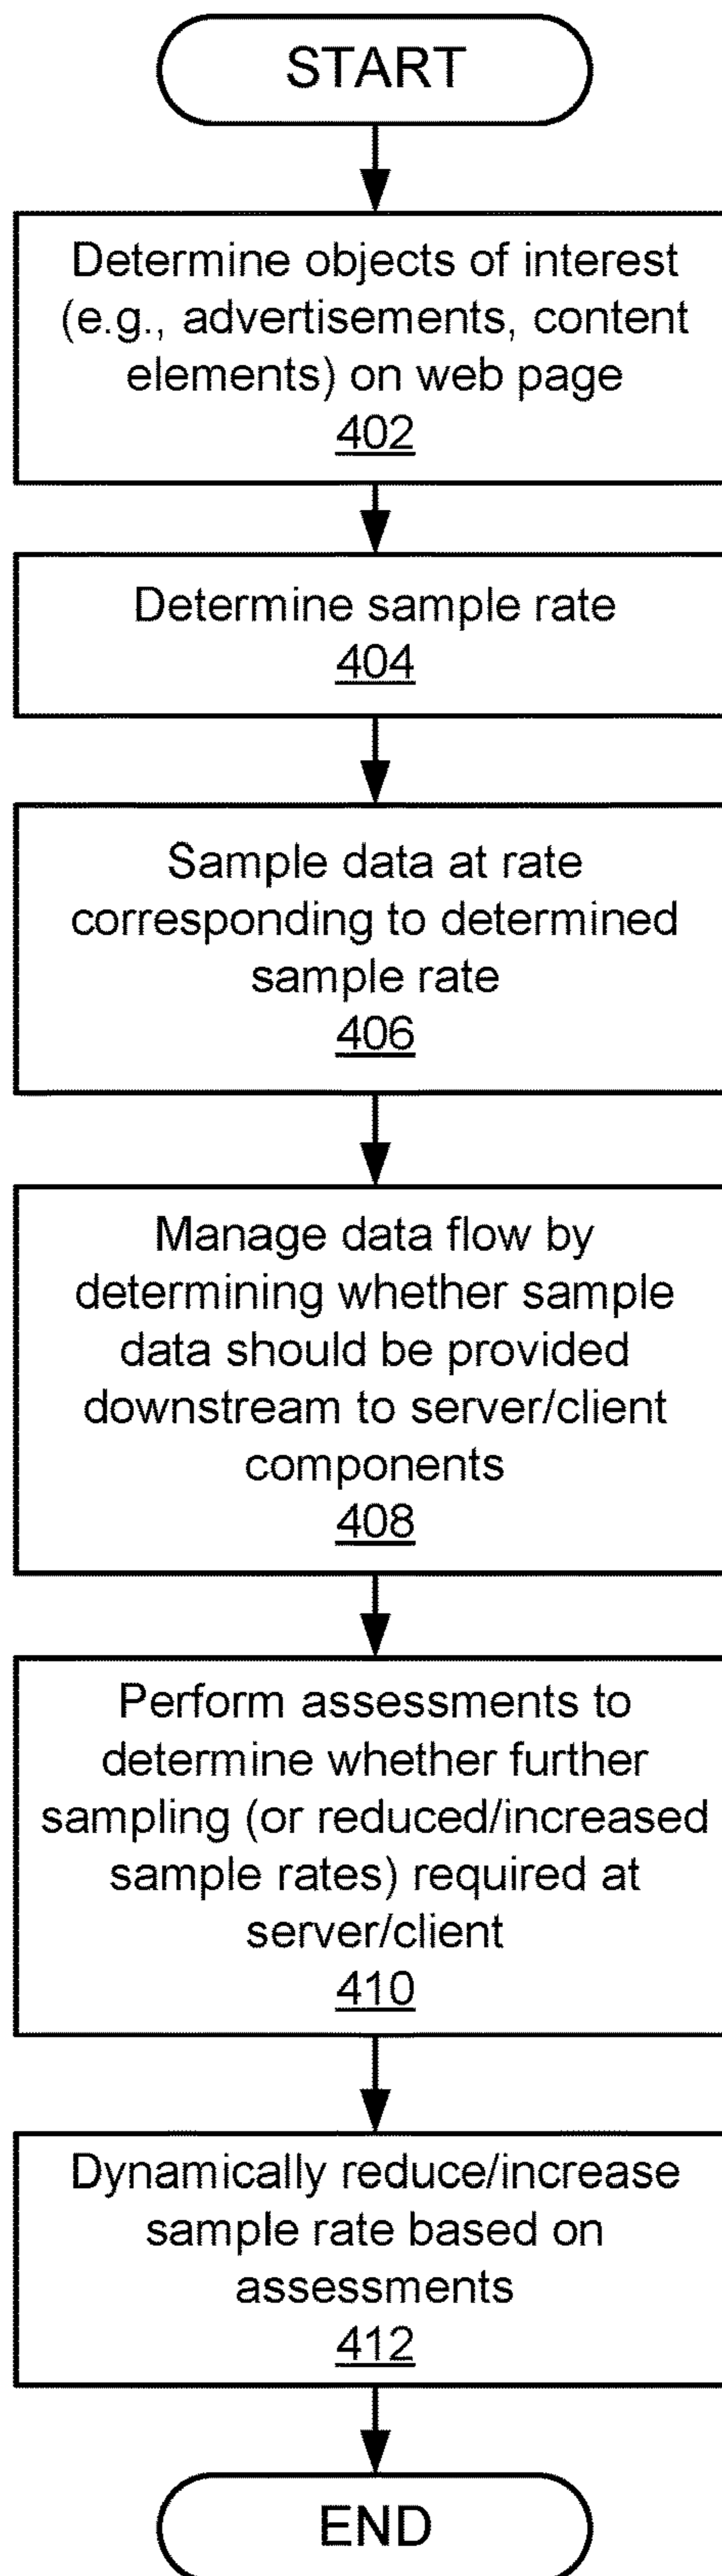 START
Determine objects of interest
(e.g., advertisements, content
elements) on web page
402
Determine sample rate
404
Sample data at rate
corresponding to determined
sample rate
406
Manage data flow by
determining whether sample
data should be provided
downstream to server/client
components
408
Perform assessments to
determine whether further
sampling (or reduced/increased
sample rates) required at
server/client
410
Dynamically reduce/increase
sample rate based on
assessments
412
END